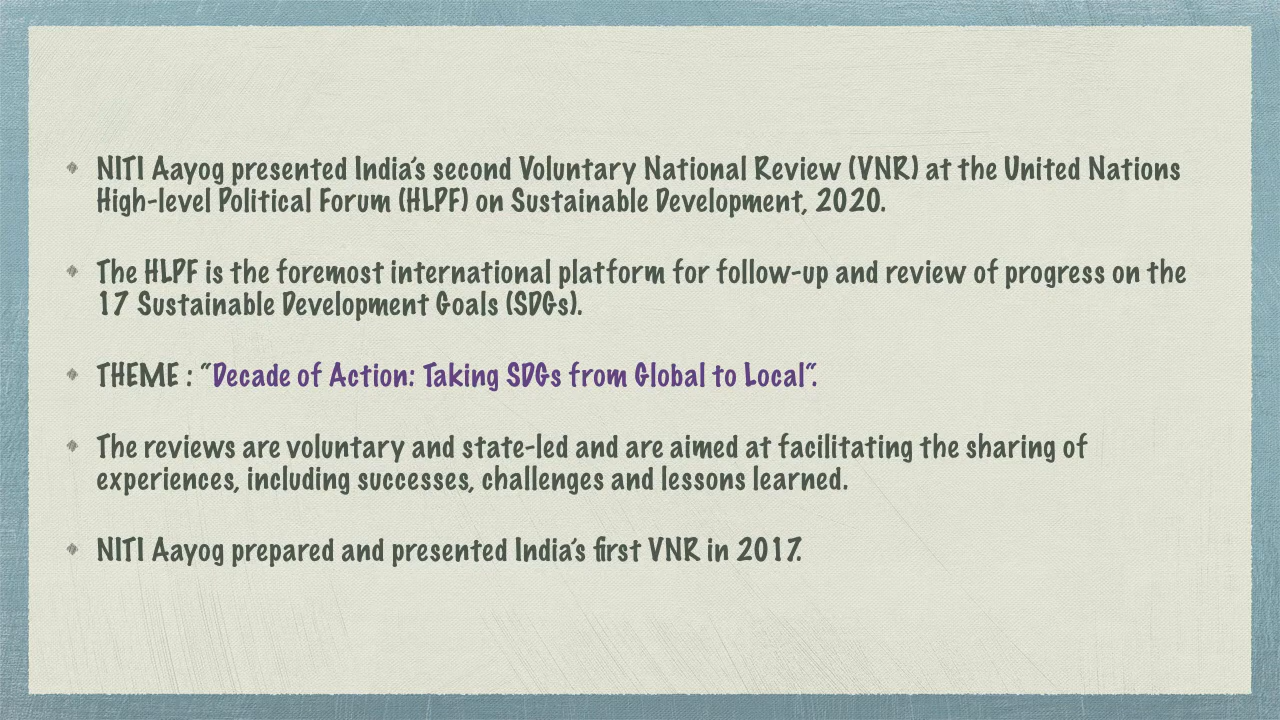 NITI Aayog presented India's second Voluntary National Review (VNR) at the United Nations
High-level Political Forum (HLPF) on Sustainable Development, 2020.
The HLPF is the foremost international platform for follow-up and review of progress on the
17 Sustainable Development Goals (SDGs).
THEME : “Decade of Action: Taking SDGs from Global to Local”.
The reviews are voluntary and state-led and are aimed at facilitating the sharing of
experiences, including successes, challenges and lessons learned.
NITI Aayog prepared and presented India's first VNR in 2017.